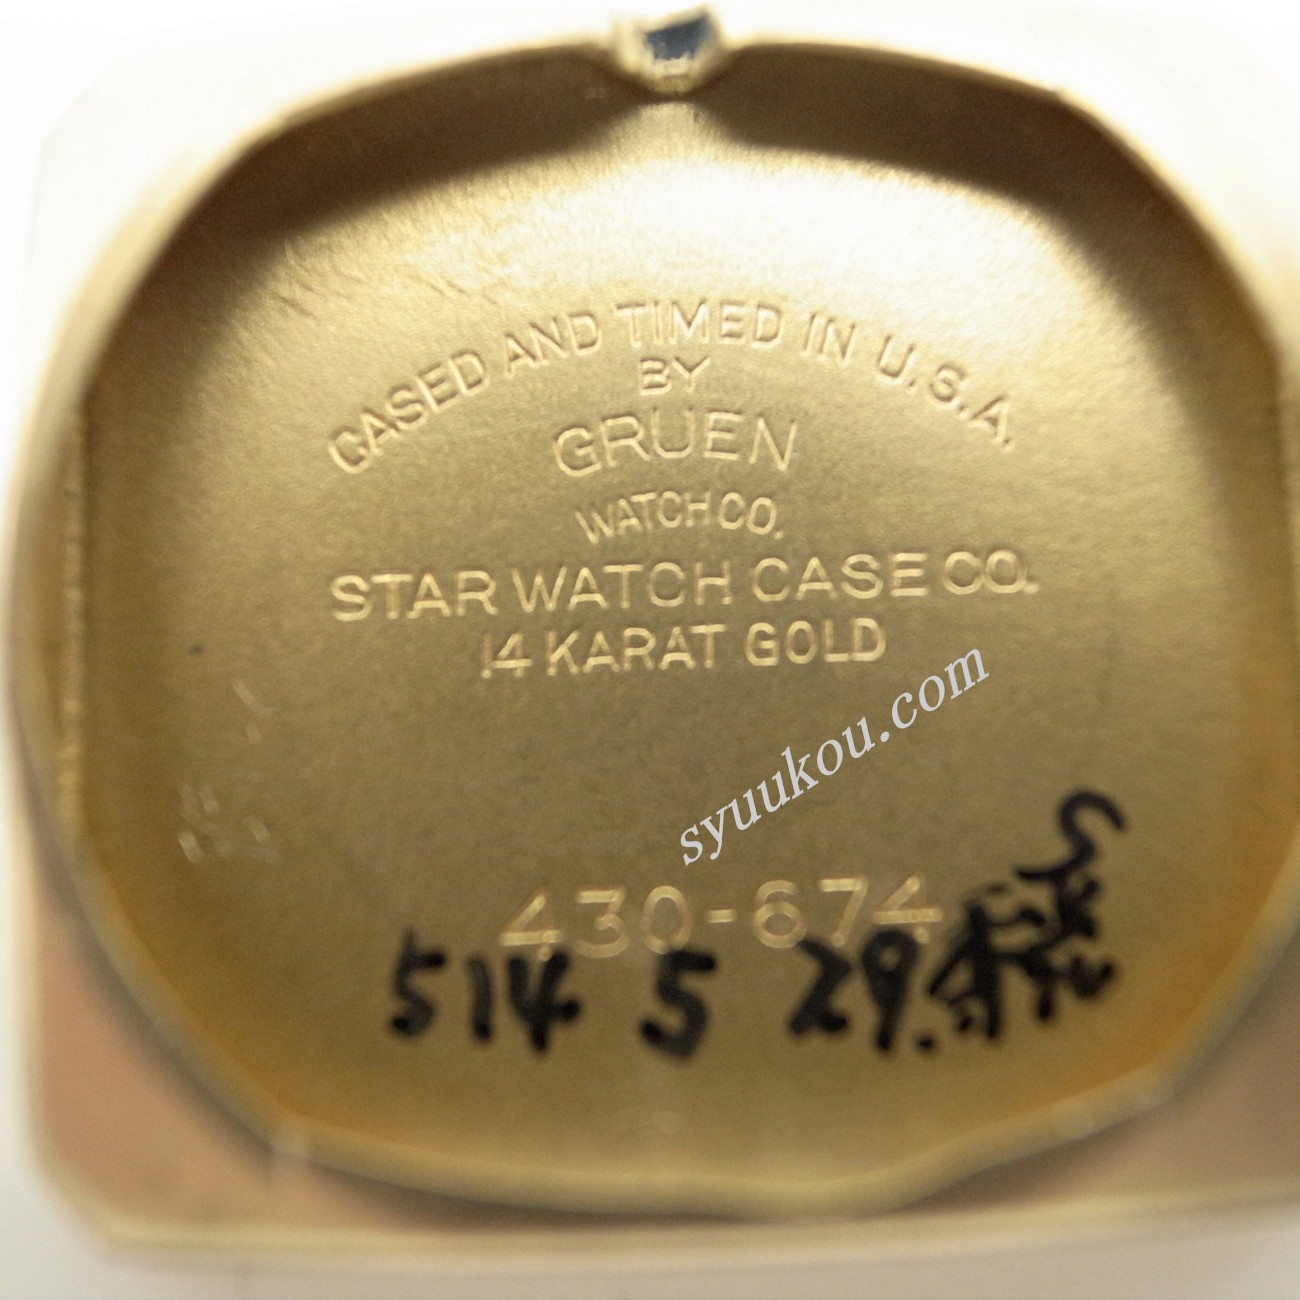 CASED AND TIMED IN U.S.A.
BY
GRUEN
WATCH CO.
STAR WATCH CASE CO.
14 KARAT GOLD
syuukou.com
430-674
514 5 29.